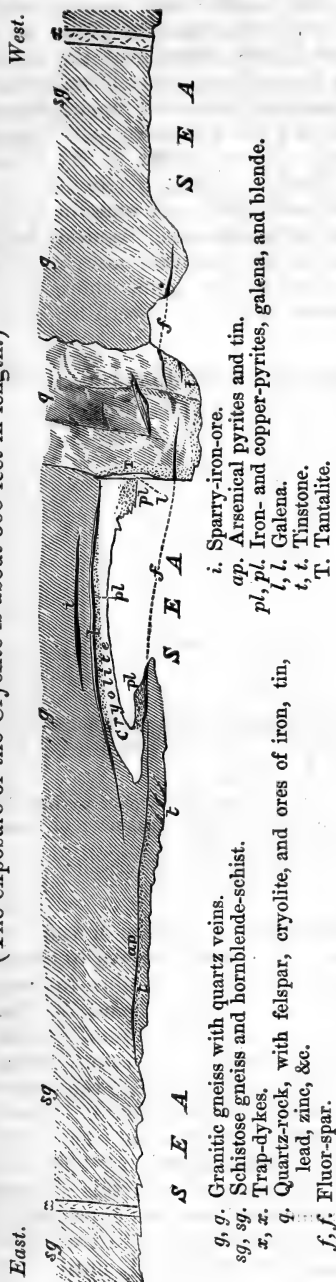 (The exposure of the Cryolite is about feet in length.)
East.
West.
sg
x
sg
g
g
q
g
sg
x
i
cryolite
pl
pl
pl
l
ap
t
t
t
f
f
S E A
S E A
S E A
g, g. Granitic gneiss with quartz veins.
sg, sg. Schistose gneiss and hornblende-schist.
x, x. Trap-dykes.
q. Quartz-rock, with felspar, cryolite, and ores of iron, tin,
lead, zinc, &c.
f, f. Fluor-spar.
i. Sparry-iron-ore.
ap. Arsenical pyrites and tin.
pl, pl. Iron- and copper-pyrites, galena, and blende.
l, l. Galena.
t, t. Tinstone.
T. Tantalite.